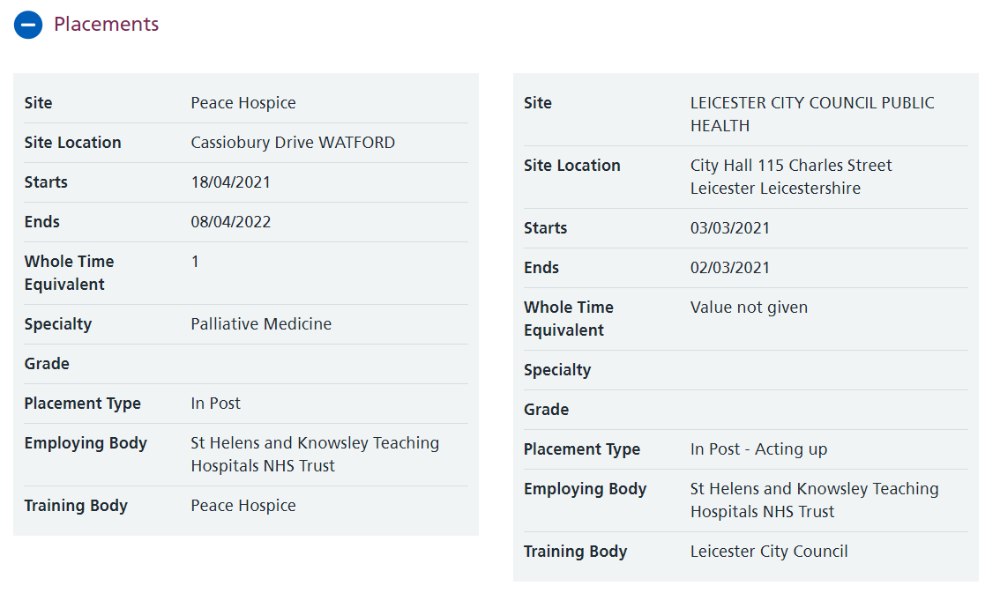 Placements
Site Peace Hospice
Site Location Cassiobury Drive WATFORD
Starts 18/04/2021
Ends 08/04/2022
Whole Time 1
Equivalent
Specialty Palliative Medicine
Grade
Placement Type In Post
Employing Body St Helens and Knowsley Teaching
Hospitals NHS Trust
Training Body Peace Hospice
Site LEICESTER CITY COUNCIL PUBLIC
HEALTH
Site Location City Hall 115 Charles Street
Leicester Leicestershire
Starts 03/03/2021
Ends 02/03/2021
Whole Time Value not given
Equivalent
Specialty
Grade
Placement Type In Post - Acting up
Employing Body St Helens and Knowsley Teaching
Hospitals NHS Trust
Training Body Leicester City Council